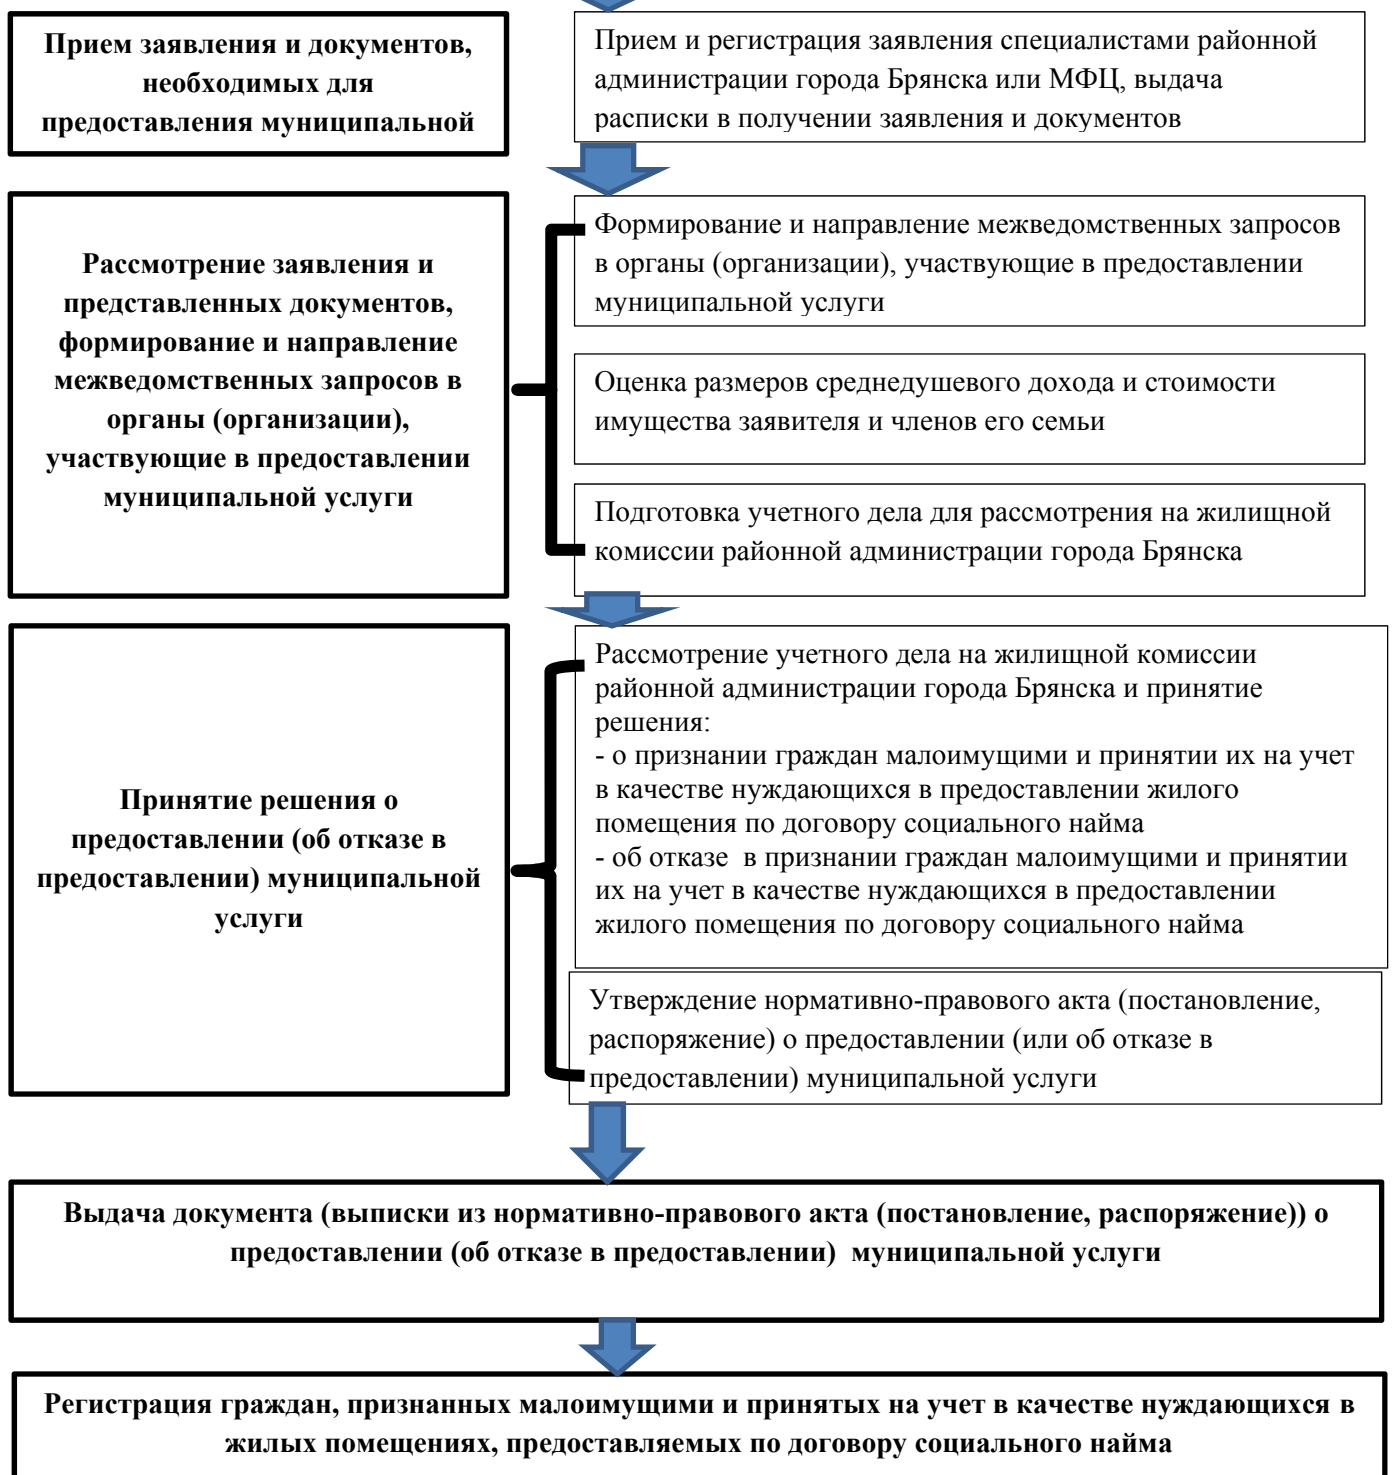 Прием заявления и документов,
необходимых для
предоставления муниципальной
Прием и регистрация заявления специалистами районной
администрации города Брянска или МФЦ, выдача
расписки в получении заявления и документов
Рассмотрение заявления и
представленных документов,
формирование и направление
межведомственных запросов в
органы (организации),
участвующие в предоставлении
муниципальной услуги
Формирование и направление межведомственных запросов
в органы (организации), участвующие в предоставлении
муниципальной услуги
Оценка размеров среднедушевого дохода и стоимости
имущества заявителя и членов его семьи
Подготовка учетного дела для рассмотрения на жилищной
комиссии районной администрации города Брянска
Принятие решения о
предоставлении (об отказе в
предоставлении) муниципальной
услуги
Рассмотрение учетного дела на жилищной комиссии
районной администрации города Брянска и принятие
решения:
- о признании граждан малоимущими и принятии их на учет
в качестве нуждающихся в предоставлении жилого
помещения по договору социального найма
- об отказе  в признании граждан малоимущими и принятии
их на учет в качестве нуждающихся в предоставлении
жилого помещения по договору социального найма
Утверждение нормативно-правового акта (постановление,
распоряжение) о предоставлении (или об отказе в
предоставлении) муниципальной услуги
Выдача документа (выписки из нормативно-правового акта (постановление, распоряжение)) о
предоставлении (об отказе в предоставлении)  муниципальной услуги
Регистрация граждан, признанных малоимущими и принятых на учет в качестве нуждающихся в
жилых помещениях, предоставляемых по договору социального найма